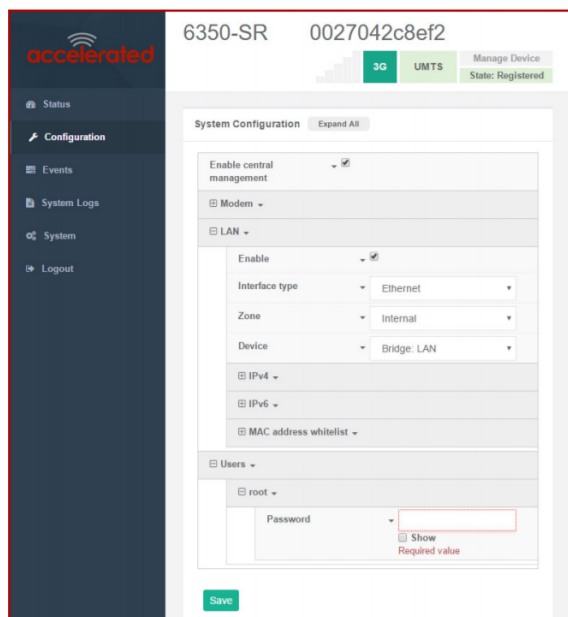 accelerated
6350-SR 0027042c8ef2
3G UMTS Manage Device
State: Registered
Status
Configuration
Events
System Logs
System
Logout
System Configuration Expand All
Enable central
management
Modem
LAN
Enable
Interface type Ethernet
Zone Internal
Device Bridge: LAN
IPv4
IPv6
MAC address whitelist
Users
root
Password
Show
Required value
Save